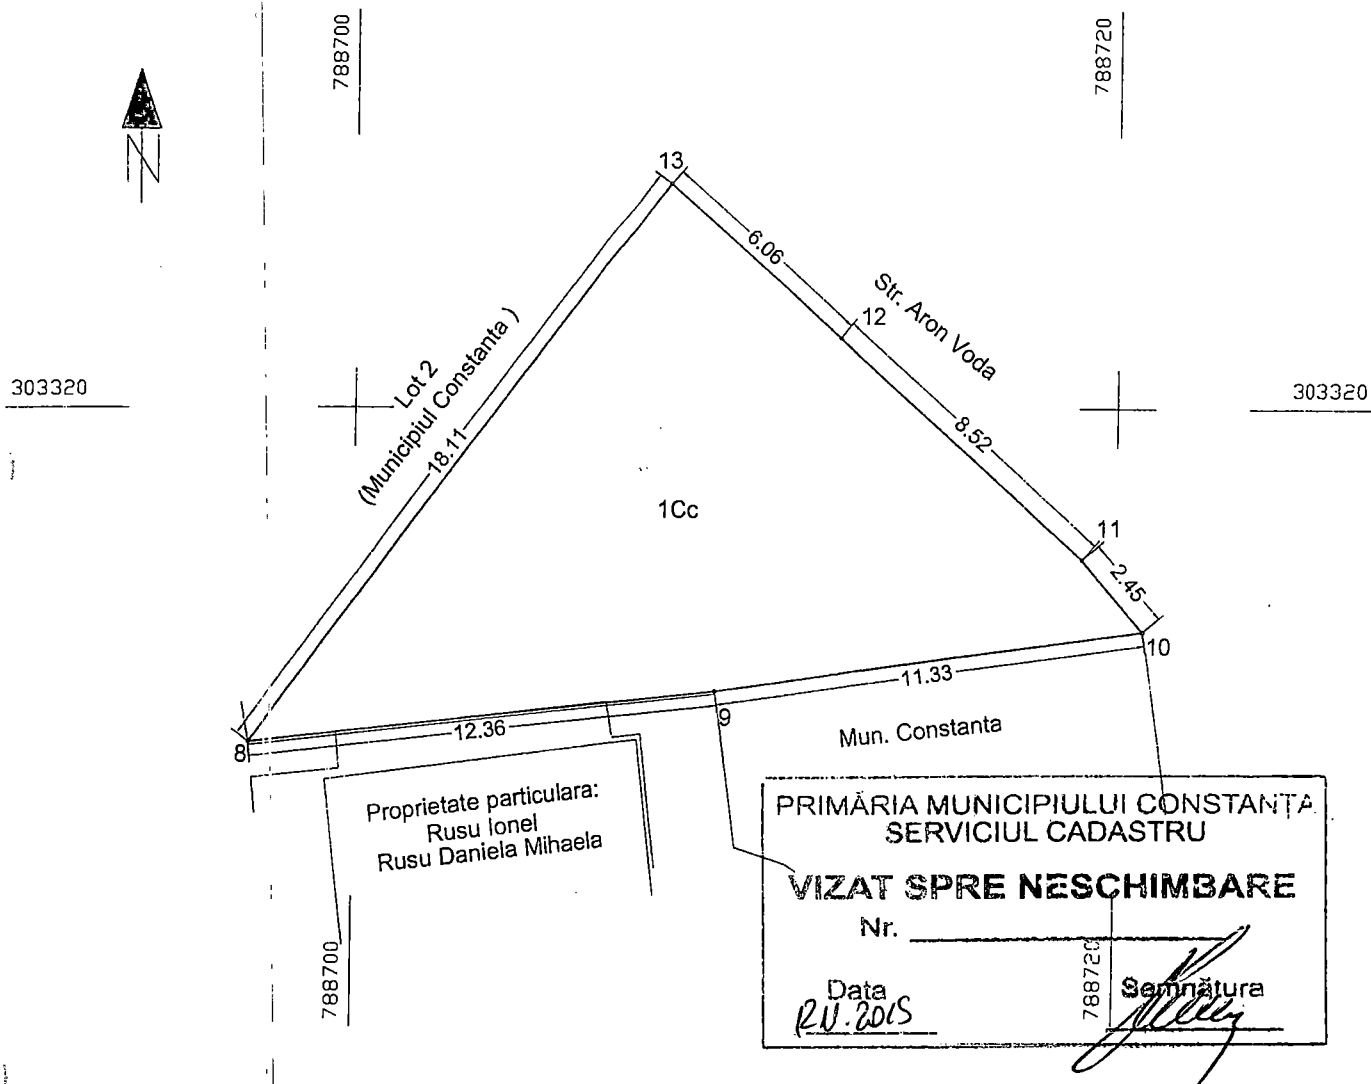 788700
788720
N
13
6.06
Str. Aron Voda
12
303320
303320
Lot 2
(Municipiul Constanta )
18.11
8.52
1Cc
11
2.45
10
11.33
9
12.36
8
Mun. Constanta
Proprietate particulara:
Rusu Ionel
Rusu Daniela Mihaela
PRIMĂRIA MUNICIPIULUI CONSTANȚA
SERVICIUL CADASTRU
VIZAT SPRE NESCHIMBARE
Nr.
788700
788720
Data
Semnătura
2015